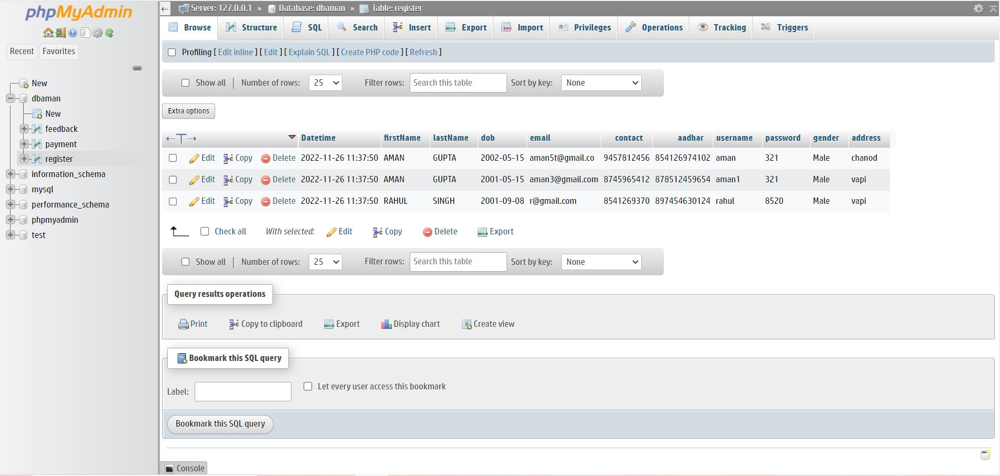 phpMyAdmin
Recent Favorites
New
dbaman
New
feedback
payment
register
information_schema
mysql
performance_schema
phpmyadmin
test
Server: 127.0.0.1 » Database: dbaman » Table: register
Browse Structure SQL Search Insert Export Import Privileges Operations Tracking Triggers
Profiling [ Edit inline ] [ Edit ] [ Explain SQL ] [ Create PHP code ] [ Refresh ]
Show all | Number of rows: 25 Filter rows: Search this table Sort by key: None
Extra options
Datetime firstName lastName dob email contact aadhar username password gender address
Edit Copy Delete 2022-11-26 11:37:50 AMAN GUPTA 2002-05-15 aman5t@gmail.co 9457812456 854126974102 aman 321 Male chanod
Edit Copy Delete 2022-11-26 11:37:50 AMAN GUPTA 2001-05-15 aman3@gmail.com 8745965412 878512459654 aman1 321 Male vapi
Edit Copy Delete 2022-11-26 11:37:50 RAHUL SINGH 2001-09-08 r@gmail.com 8541269370 897454630124 rahul 8520 Male vapi
Check all With selected: Edit Copy Delete Export
Show all | Number of rows: 25 Filter rows: Search this table Sort by key: None
Query results operations
Print Copy to clipboard Export Display chart Create view
Bookmark this SQL query
Label: Let every user access this bookmark
Bookmark this SQL query
Console